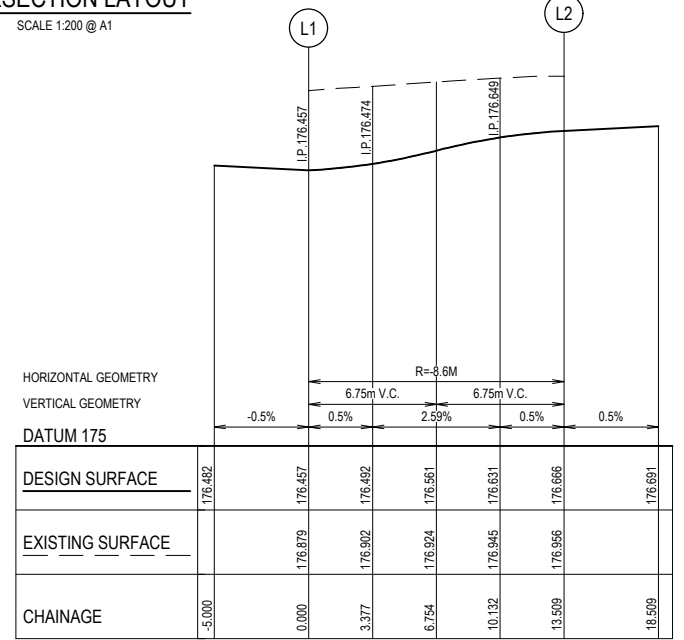 SCALE 1:200 @ A1
L1
L2
I.P.176.457
I.P.176.474
I.P.176.649
HORIZONTAL GEOMETRY
R=-8.6M
VERTICAL GEOMETRY
6.75m V.C. 6.75m V.C.
-0.5% 0.5% 2.59% 0.5% 0.5%
DATUM 175
DESIGN SURFACE 176.482 176.457 176.492 176.561 176.631 176.666 176.691
EXISTING SURFACE 176.879 176.902 176.924 176.945 176.956
CHAINAGE -5.000 0.000 3.377 6.754 10.132 13.509 18.509